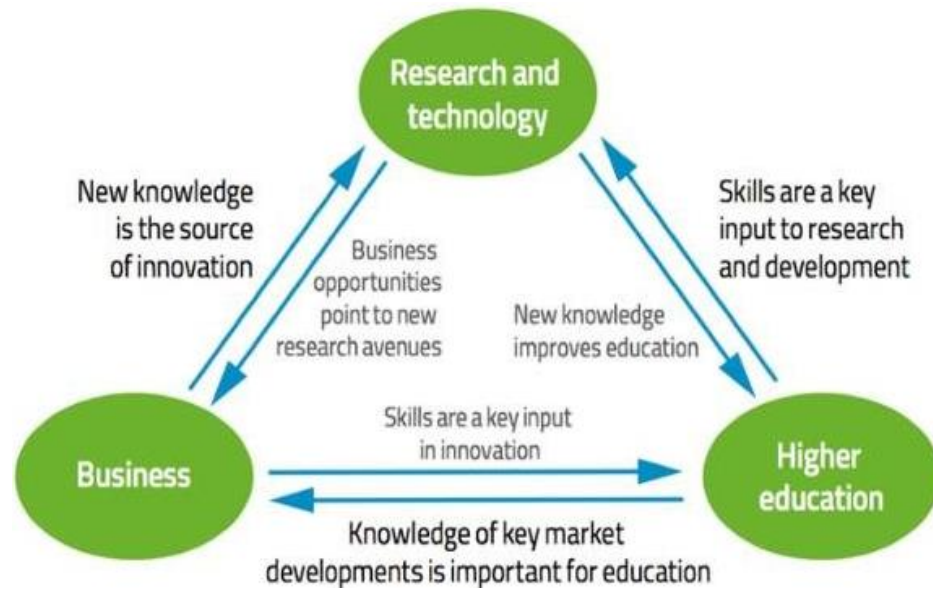 Research and
technology
New knowledge
is the source
of innovation
Business
opportunities
point to new
research avenues
New knowledge
improves education
Skills are a key
input to research
and development
Business
Skills are a key input
in innovation
Higher
education
Knowledge of key market
developments is important for education